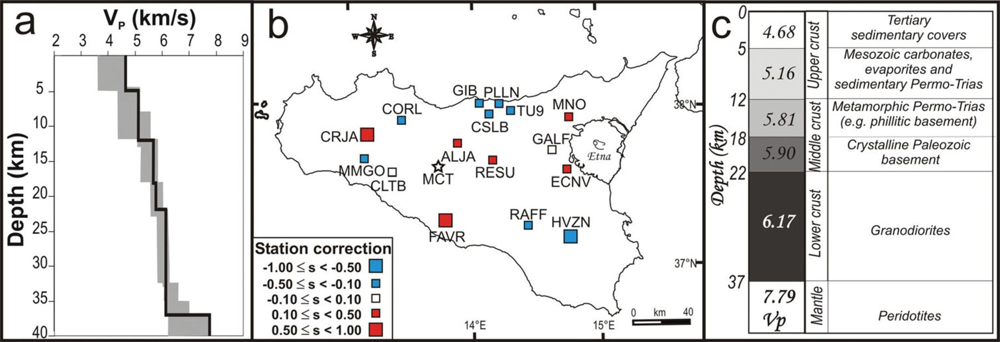 a
V_P (km/s)
2 3 4 5 6 7 8 9
Depth (km)
5
10
15
20
25
30
35
40
b
N
W E
S
GIB PLLN
CORL
TU9
MNO
CSLB
CRJA
GALF
ALJA
Etna
MMGO
RESU
MCT
ECNV
CLTB
RAFF
HVZN
FAVR
38°N
37°N
14°E
15°E
0 km 40
Station correction
-1.00 ≤ s < -0.50
-0.50 ≤ s < -0.10
-0.10 ≤ s < 0.10
0.10 ≤ s < 0.50
0.50 ≤ s < 1.00
c
Depth (km)
0
5
12
18
22
37
4.68
5.16
5.81
5.90
6.17
7.79
Vp
Upper crust
Middle crust
Lower crust
Mantle
Tertiary
sedimentary covers
Mesozoic carbonates,
evaporites and
sedimentary Permo-Trias
Metamorphic Permo-Trias
(e.g. phillitic basement)
Crystalline Paleozoic
basement
Granodiorites
Peridotites